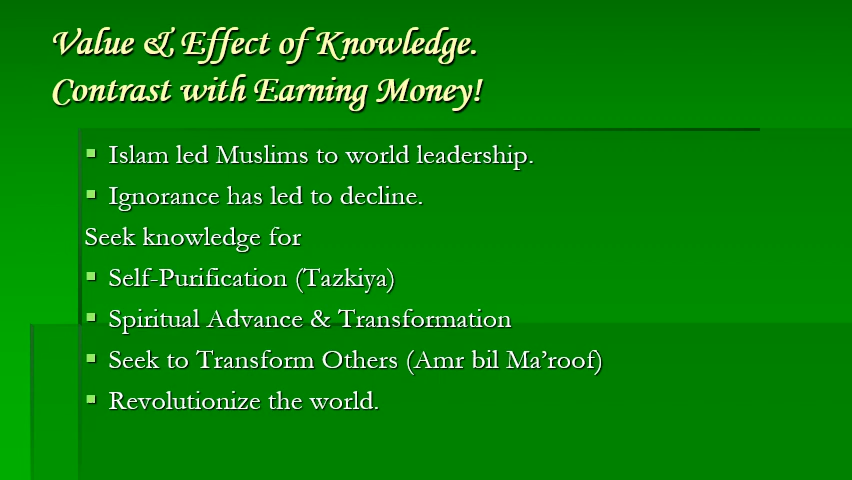 Value & Effect of Knowledge.
Contrast with Earning Money!
Islam led Muslims to world leadership.
Ignorance has led to decline.
Seek knowledge for
Self-Purification (Tazkiya)
Spiritual Advance & Transformation
Seek to Transform Others (Amr bil Ma’roof)
Revolutionize the world.